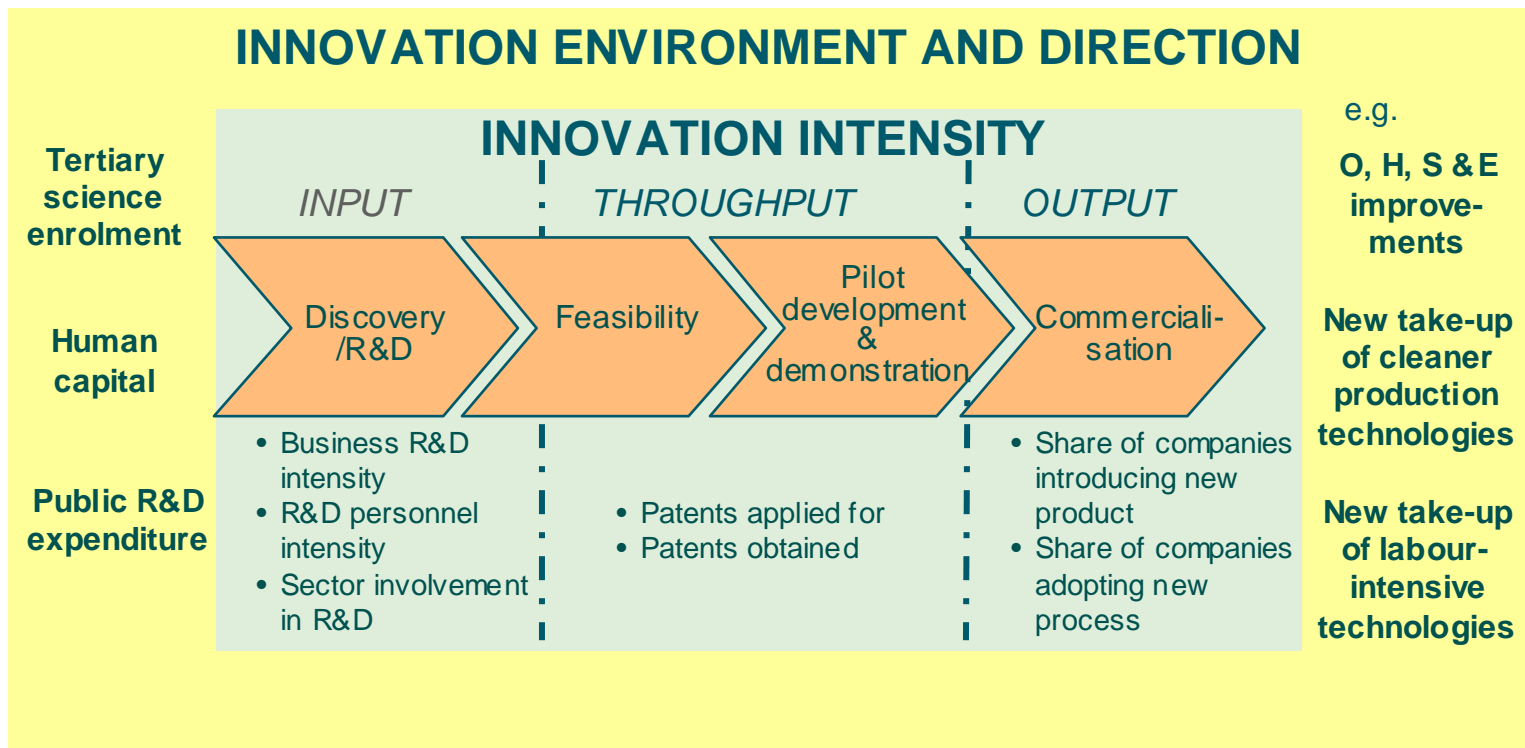 INNOVATION ENVIRONMENT AND DIRECTION
INNOVATION INTENSITY
Tertiary
science
enrolment
Human
capital
Public R&D
expenditure
INPUT
THROUGHPUT
OUTPUT
Discovery
/R&D
Feasibility
Pilot
development
&
demonstration
Commerciali-
sation
• Business R&D
intensity
• R&D personnel
intensity
• Sector involvement
in R&D
• Patents applied for
• Patents obtained
• Share of companies
introducing new
product
• Share of companies
adopting new
process
e.g.
O, H, S & E
improve-
ments
New take-up
of cleaner
production
technologies
New take-up
of labour-
intensive
technologies